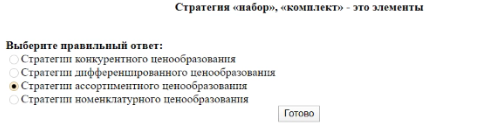 Стратегия «набор», «комплект» - это элементы
Выберите правильный ответ:
Стратегии конкурентного ценообразования
Стратегии дифференцированного ценообразования
Стратегии ассортиментного ценообразования
Стратегии номенклатурного ценообразования
Готово